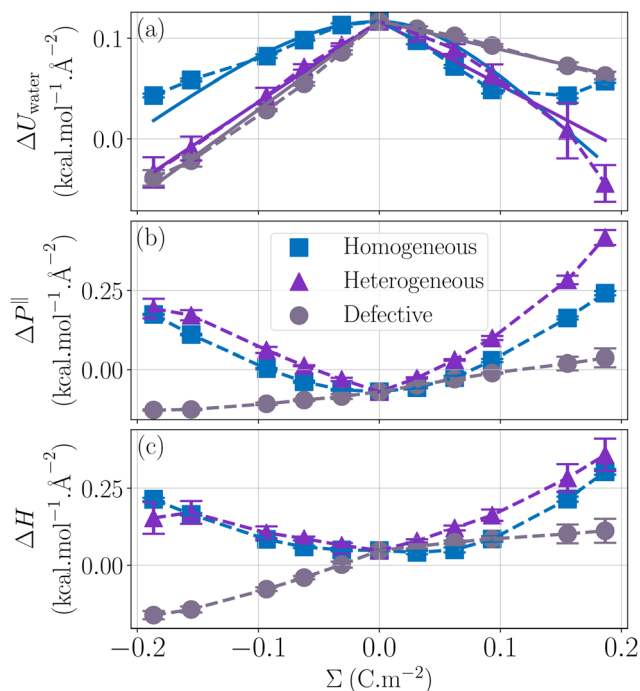 (a)
0.1
0.0
ΔU_water
(kcal.mol⁻¹.Å⁻²)
(b)
Homogeneous
Heterogeneous
Defective
0.25
0.00
ΔP^∥
(kcal.mol⁻¹.Å⁻²)
(c)
0.25
0.00
ΔH
(kcal.mol⁻¹.Å⁻²)
−0.2 −0.1 0.0 0.1 0.2
Σ (C.m⁻²)